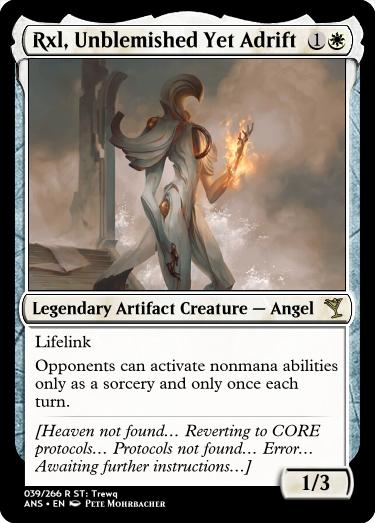 Rxl, Unblemished Yet Adrift 1
Legendary Artifact Creature — Angel
Lifelink
Opponents can activate nonmana abilities
only as a sorcery and only once each
turn.
[Heaven not found… Reverting to CORE
protocols… Protocols not found… Error…
Awaiting further instructions…]
1/3
039/266 R ST: Trewq
ANS • EN Pete Mohrbacher